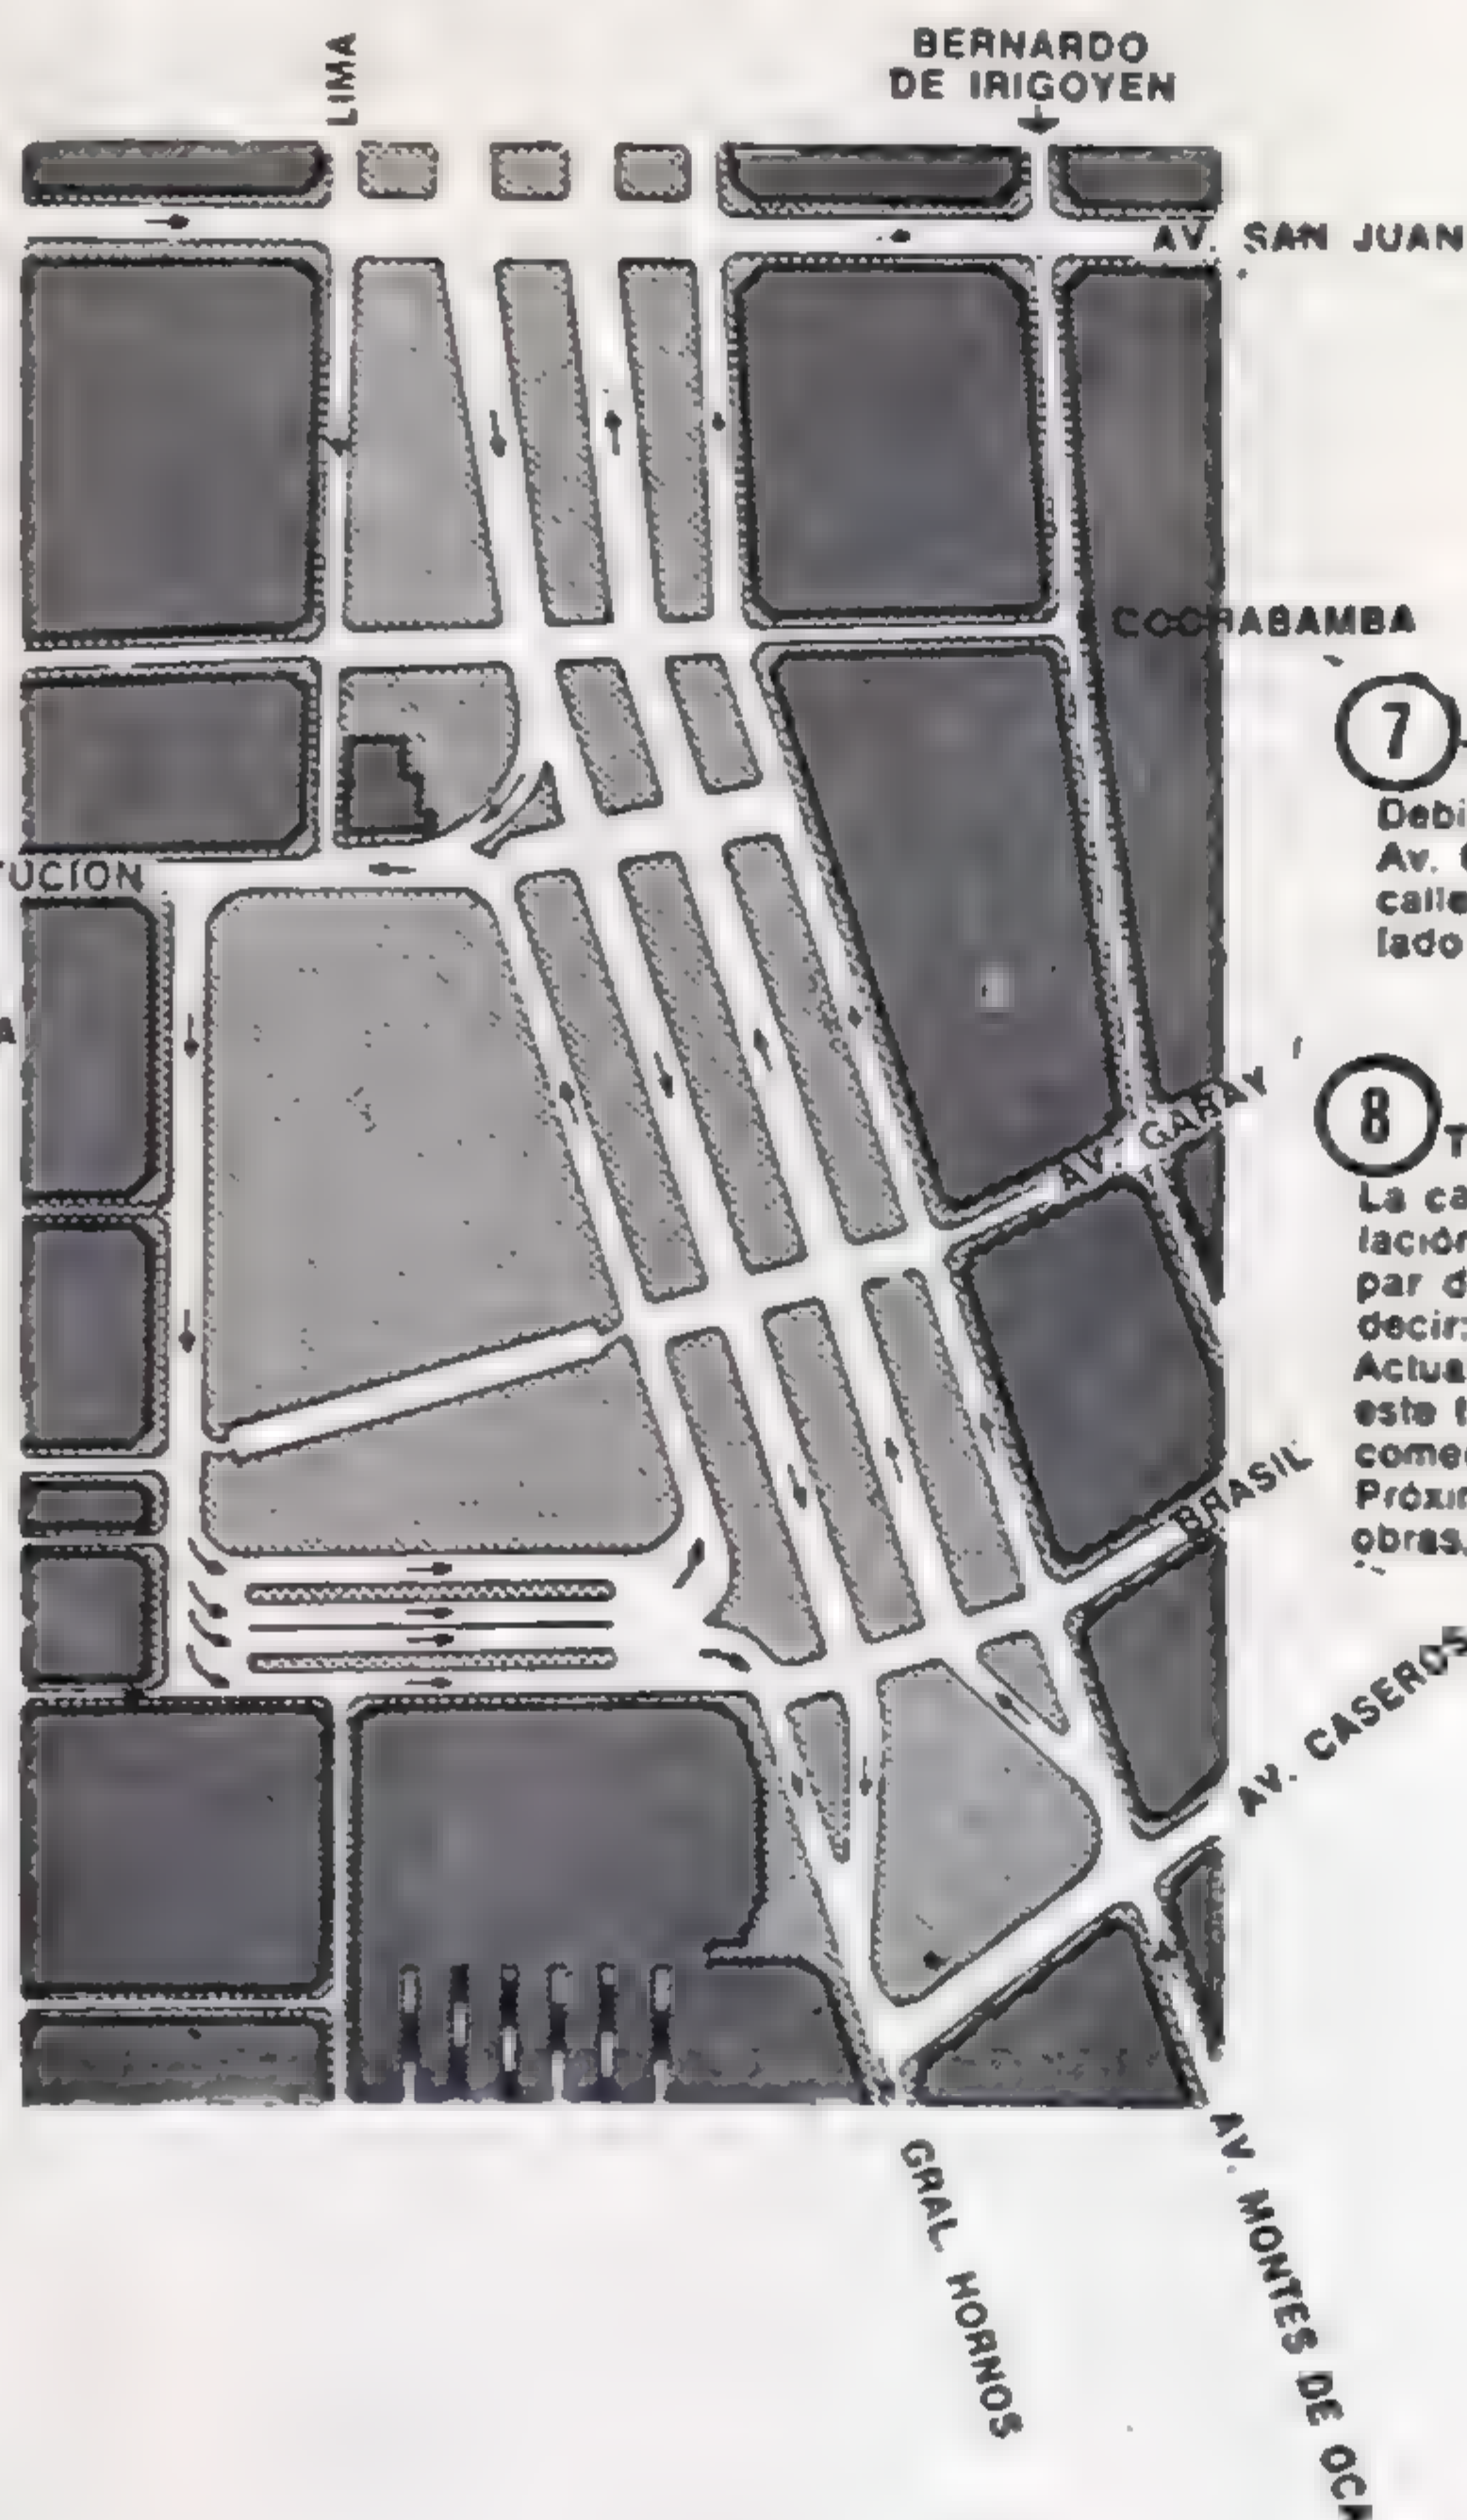 LIMA
BERNARDO
DE IRIGOYEN
AV. SAN JUAN
COCHABAMBA
UCION
A
AV. GARAY
BRASIL
AV. CASEROS
GRAL. HORNOS
AV. MONTES DE OC
7
Debi
Av.
calle
lado
8
T
La ca
lación
par d
decir:
Actua
este t
come
Próxim
obras.